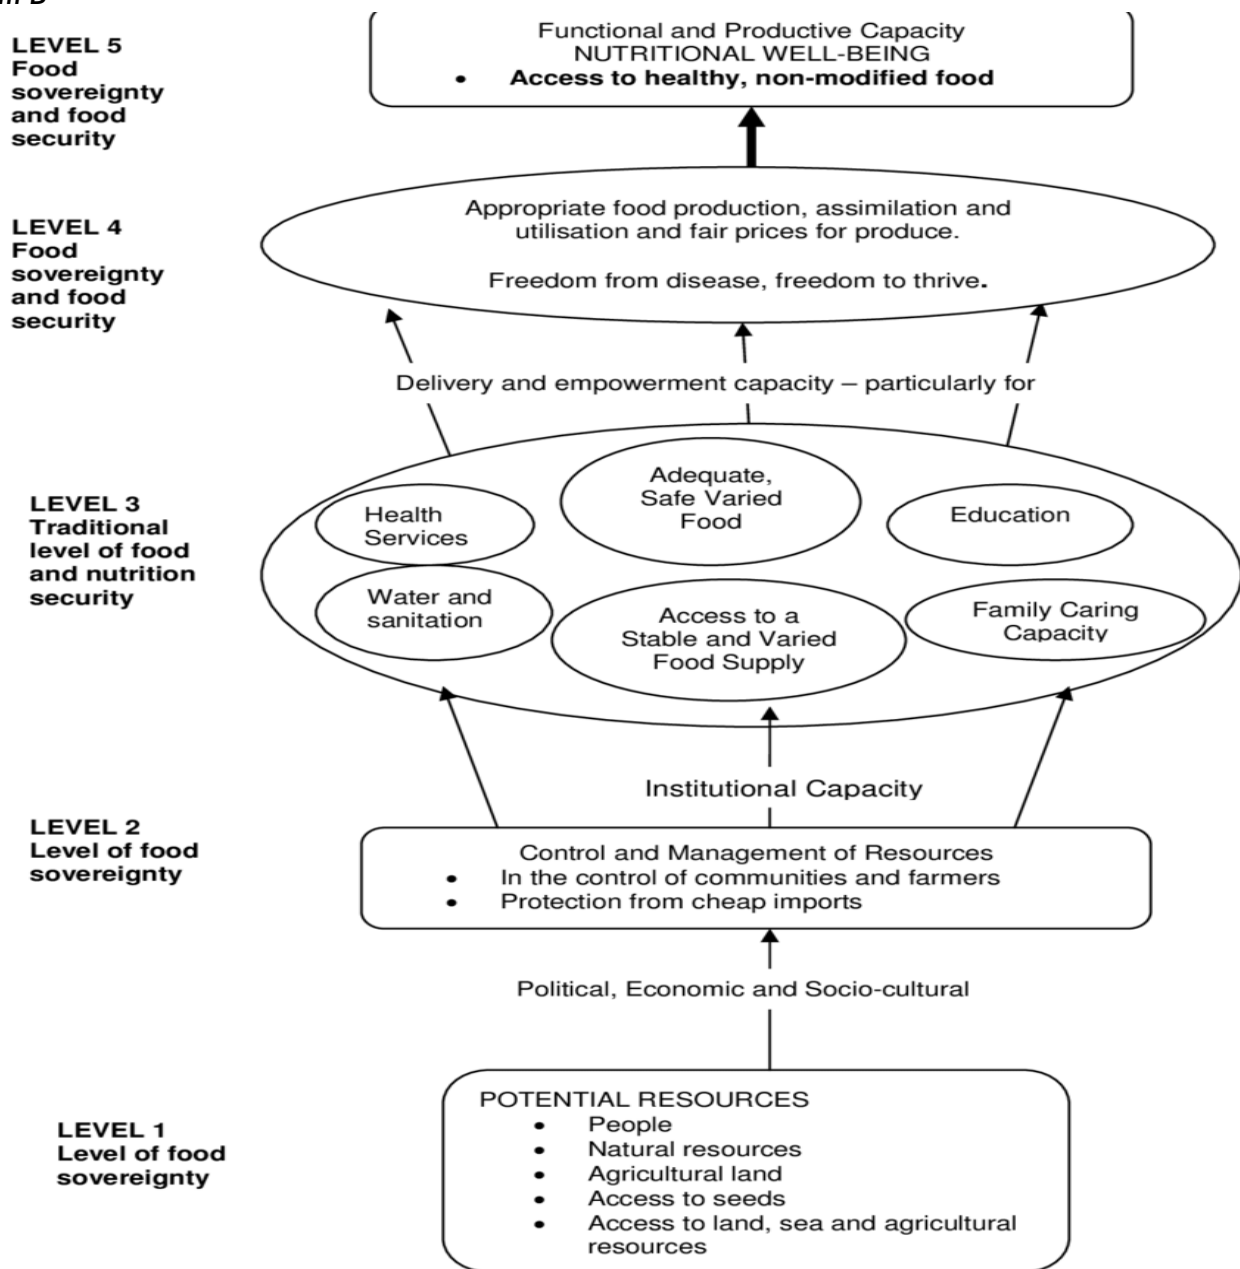 LEVEL 5
Food
sovereignty
and food
security
Functional and Productive Capacity
NUTRITIONAL WELL-BEING
• Access to healthy, non-modified food
LEVEL 4
Food
sovereignty
and food
security
Appropriate food production, assimilation and
utilisation and fair prices for produce.
Freedom from disease, freedom to thrive.
Delivery and empowerment capacity – particularly for
LEVEL 3
Traditional
level of food
and nutrition
security
Health
Services
Adequate,
Safe Varied
Food
Education
Water and
sanitation
Access to a
Stable and Varied
Food Supply
Family Caring
Capacity
Institutional Capacity
LEVEL 2
Level of food
sovereignty
Control and Management of Resources
• In the control of communities and farmers
• Protection from cheap imports
Political, Economic and Socio-cultural
LEVEL 1
Level of food
sovereignty
POTENTIAL RESOURCES
• People
• Natural resources
• Agricultural land
• Access to seeds
• Access to land, sea and agricultural
resources